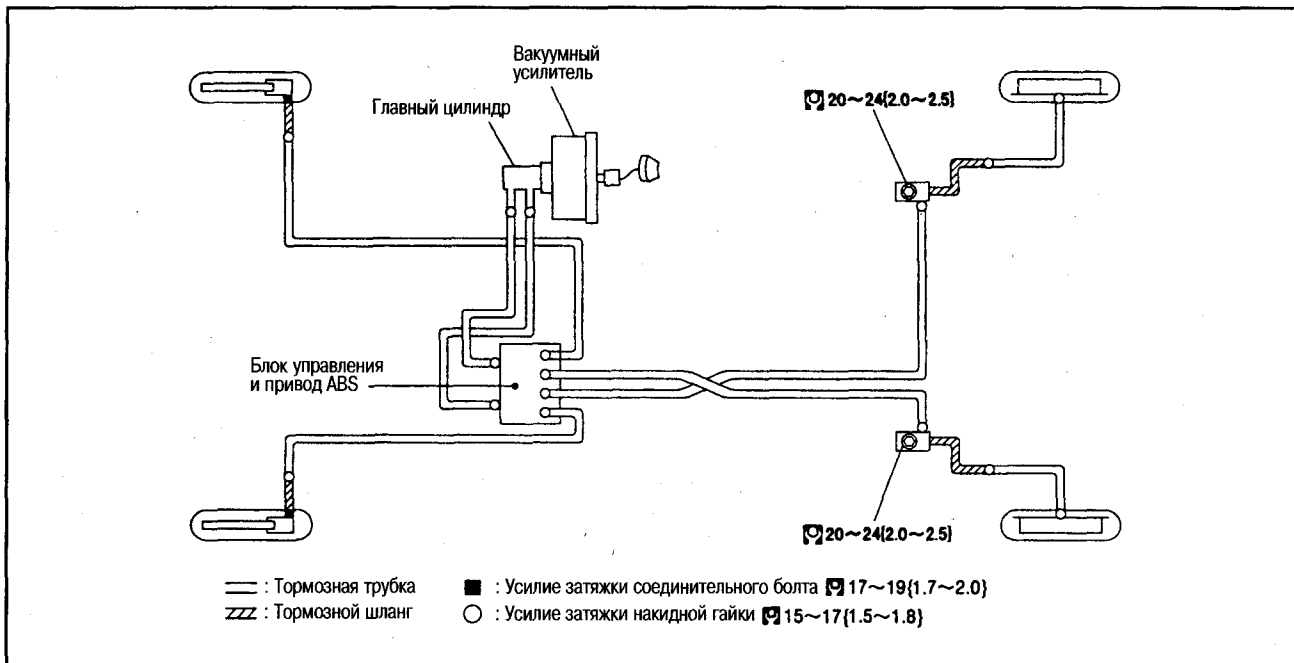 Вакуумный
усилитель
Главный цилиндр
20~24{2.0~2.5}
Блок управления
и привод ABS
20~24{2.0~2.5}
: Тормозная трубка
: Усилие затяжки соединительного болта 17~19{1.7~2.0}
: Тормозной шланг
: Усилие затяжки накидной гайки 15~17{1.5~1.8}